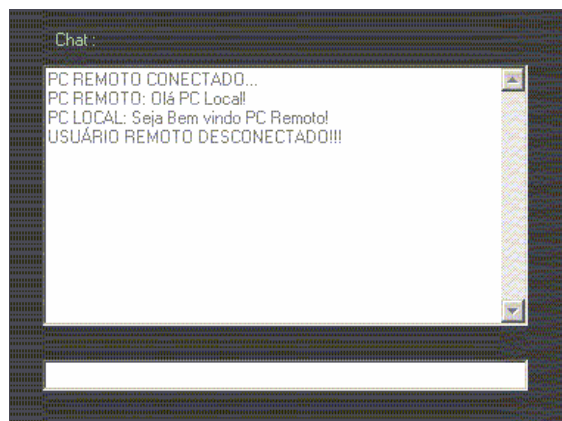 Chat :
PC REMOTO CONECTADO...
PC REMOTO: Olá PC Local!
PC LOCAL: Seja Bem vindo PC Remoto!
USUÁRIO REMOTO DESCONECTADO!!!